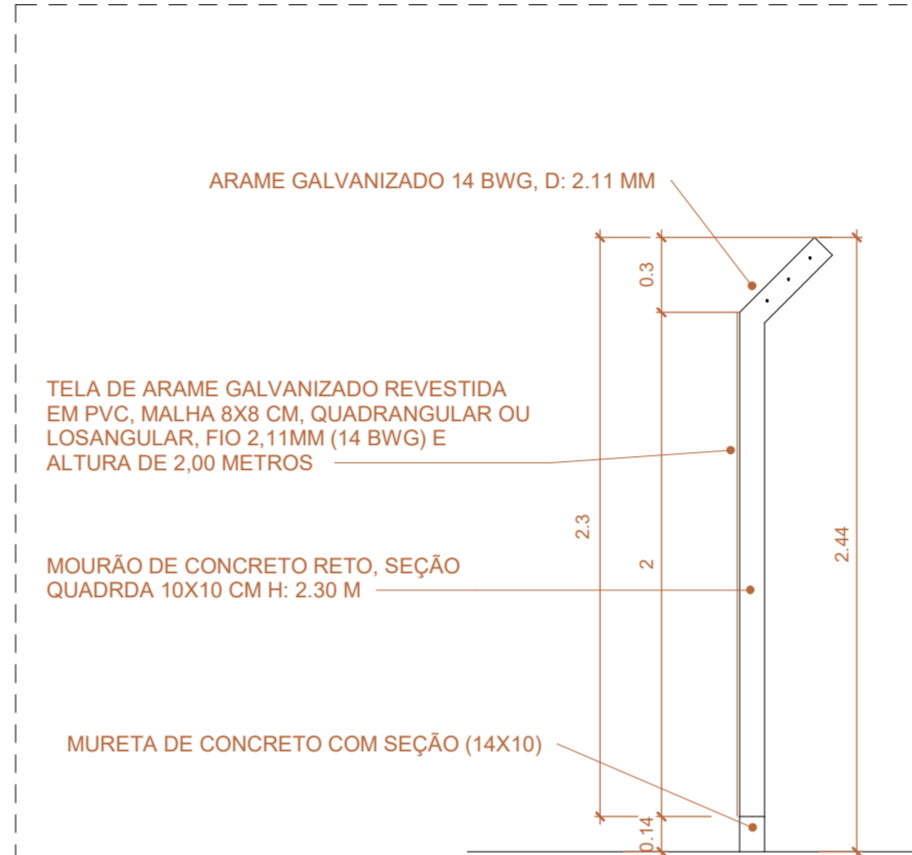 ARAME GALVANIZADO 14 BWG, D: 2.11 MM
0.3
TELA DE ARAME GALVANIZADO REVESTIDA
EM PVC, MALHA 8X8 CM, QUADRANGULAR OU
LOSANGULAR, FIO 2,11MM (14 BWG) E
ALTURA DE 2,00 METROS
2.3
2
2.44
MOURÃO DE CONCRETO RETO, SEÇÃO
QUADRDA 10X10 CM H: 2.30 M
MURETA DE CONCRETO COM SEÇÃO (14X10)
0.14